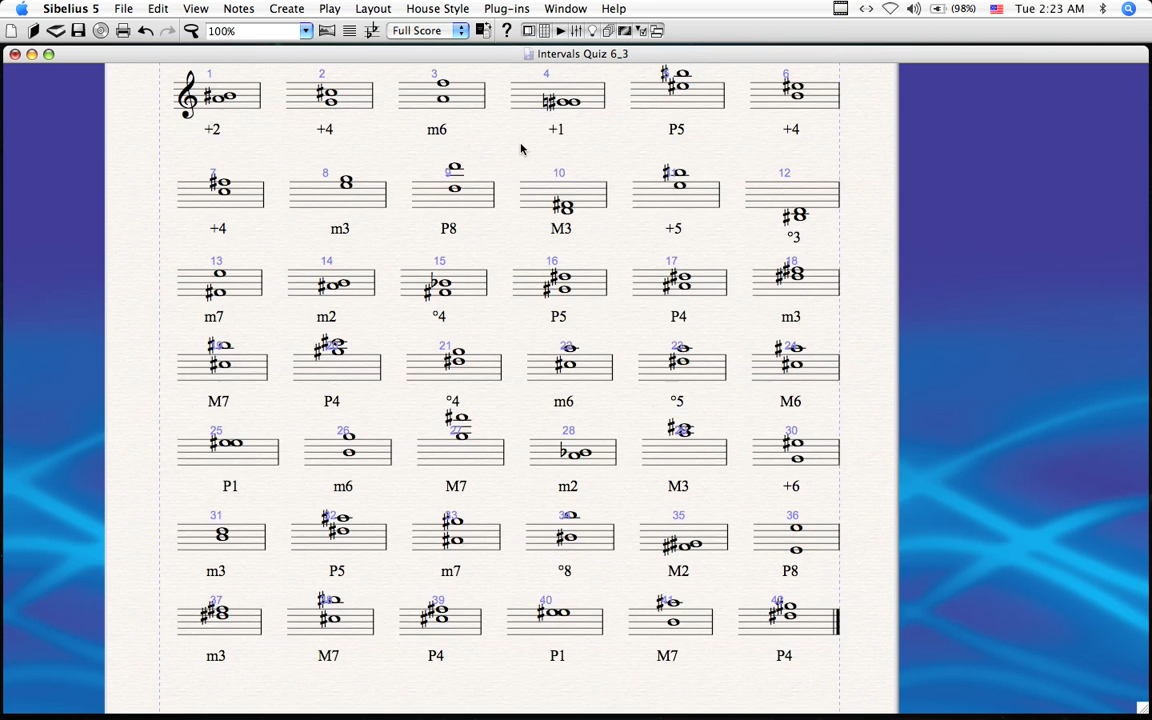 Sibelius 5 File Edit View Notes Create Play Layout House Style Plug-ins Window Help (98%) Tue 2:23 AM
100% Full Score ?
Intervals Quiz 6_3
1 2 3 4 5 6
+2 +4 m6 +1 P5 +4
7 8 9 10 11 12
+4 m3 P8 M3 +5 °3
13 14 15 16 17 18
m7 m2 °4 P5 P4 m3
19 20 21 22 23 24
M7 P4 °4 m6 °5 M6
25 26 27 28 29 30
P1 m6 M7 m2 M3 +6
31 32 33 34 35 36
m3 P5 m7 °8 M2 P8
37 38 39 40 41 42
m3 M7 P4 P1 M7 P4